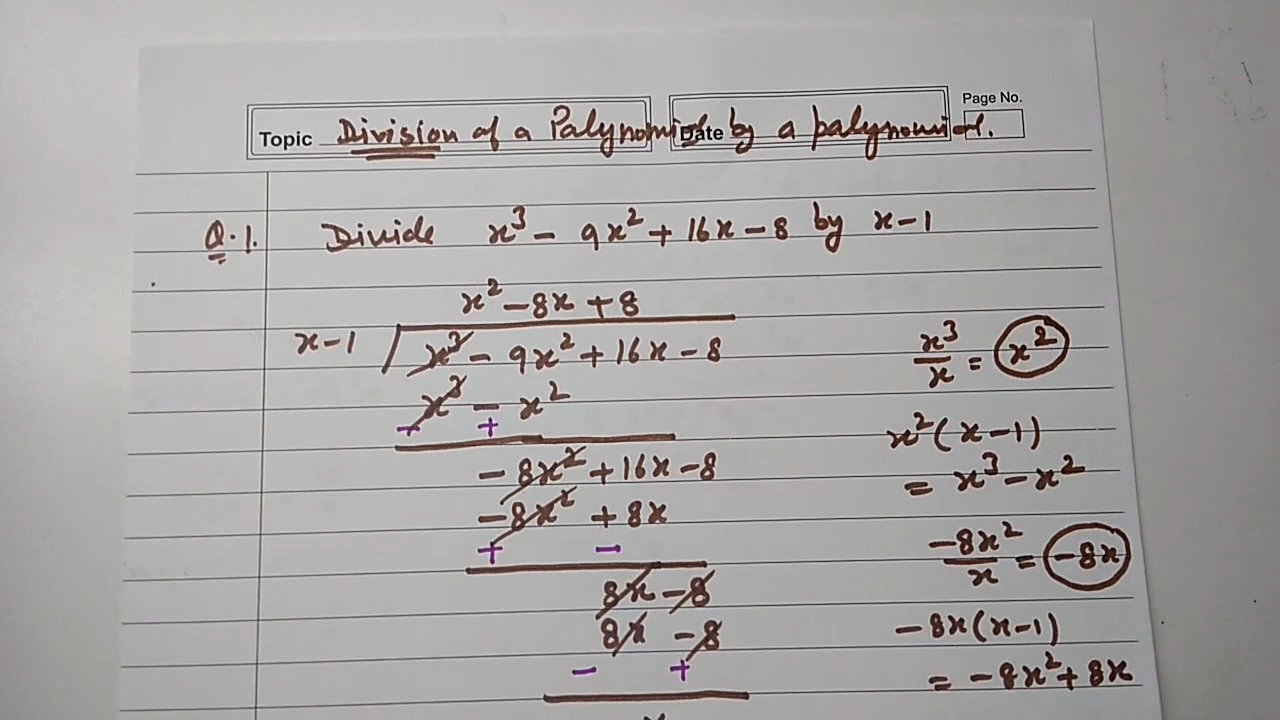 Page No.
Topic Division of a Palynomial Date by a palynomial.
Q.1. Divide x³ - 9x² + 16x - 8 by x-1
x² - 8x + 8
x-1 x³ - 9x² + 16x - 8
x³/x = x²
x³ - x²
- +
x²(x-1)
- 8x² + 16x - 8
= x³ - x²
- 8x² + 8x
+ -
-8x²/x = -8x
8x - 8
8x - 8
-8x(x-1)
- +
= -8x² + 8x